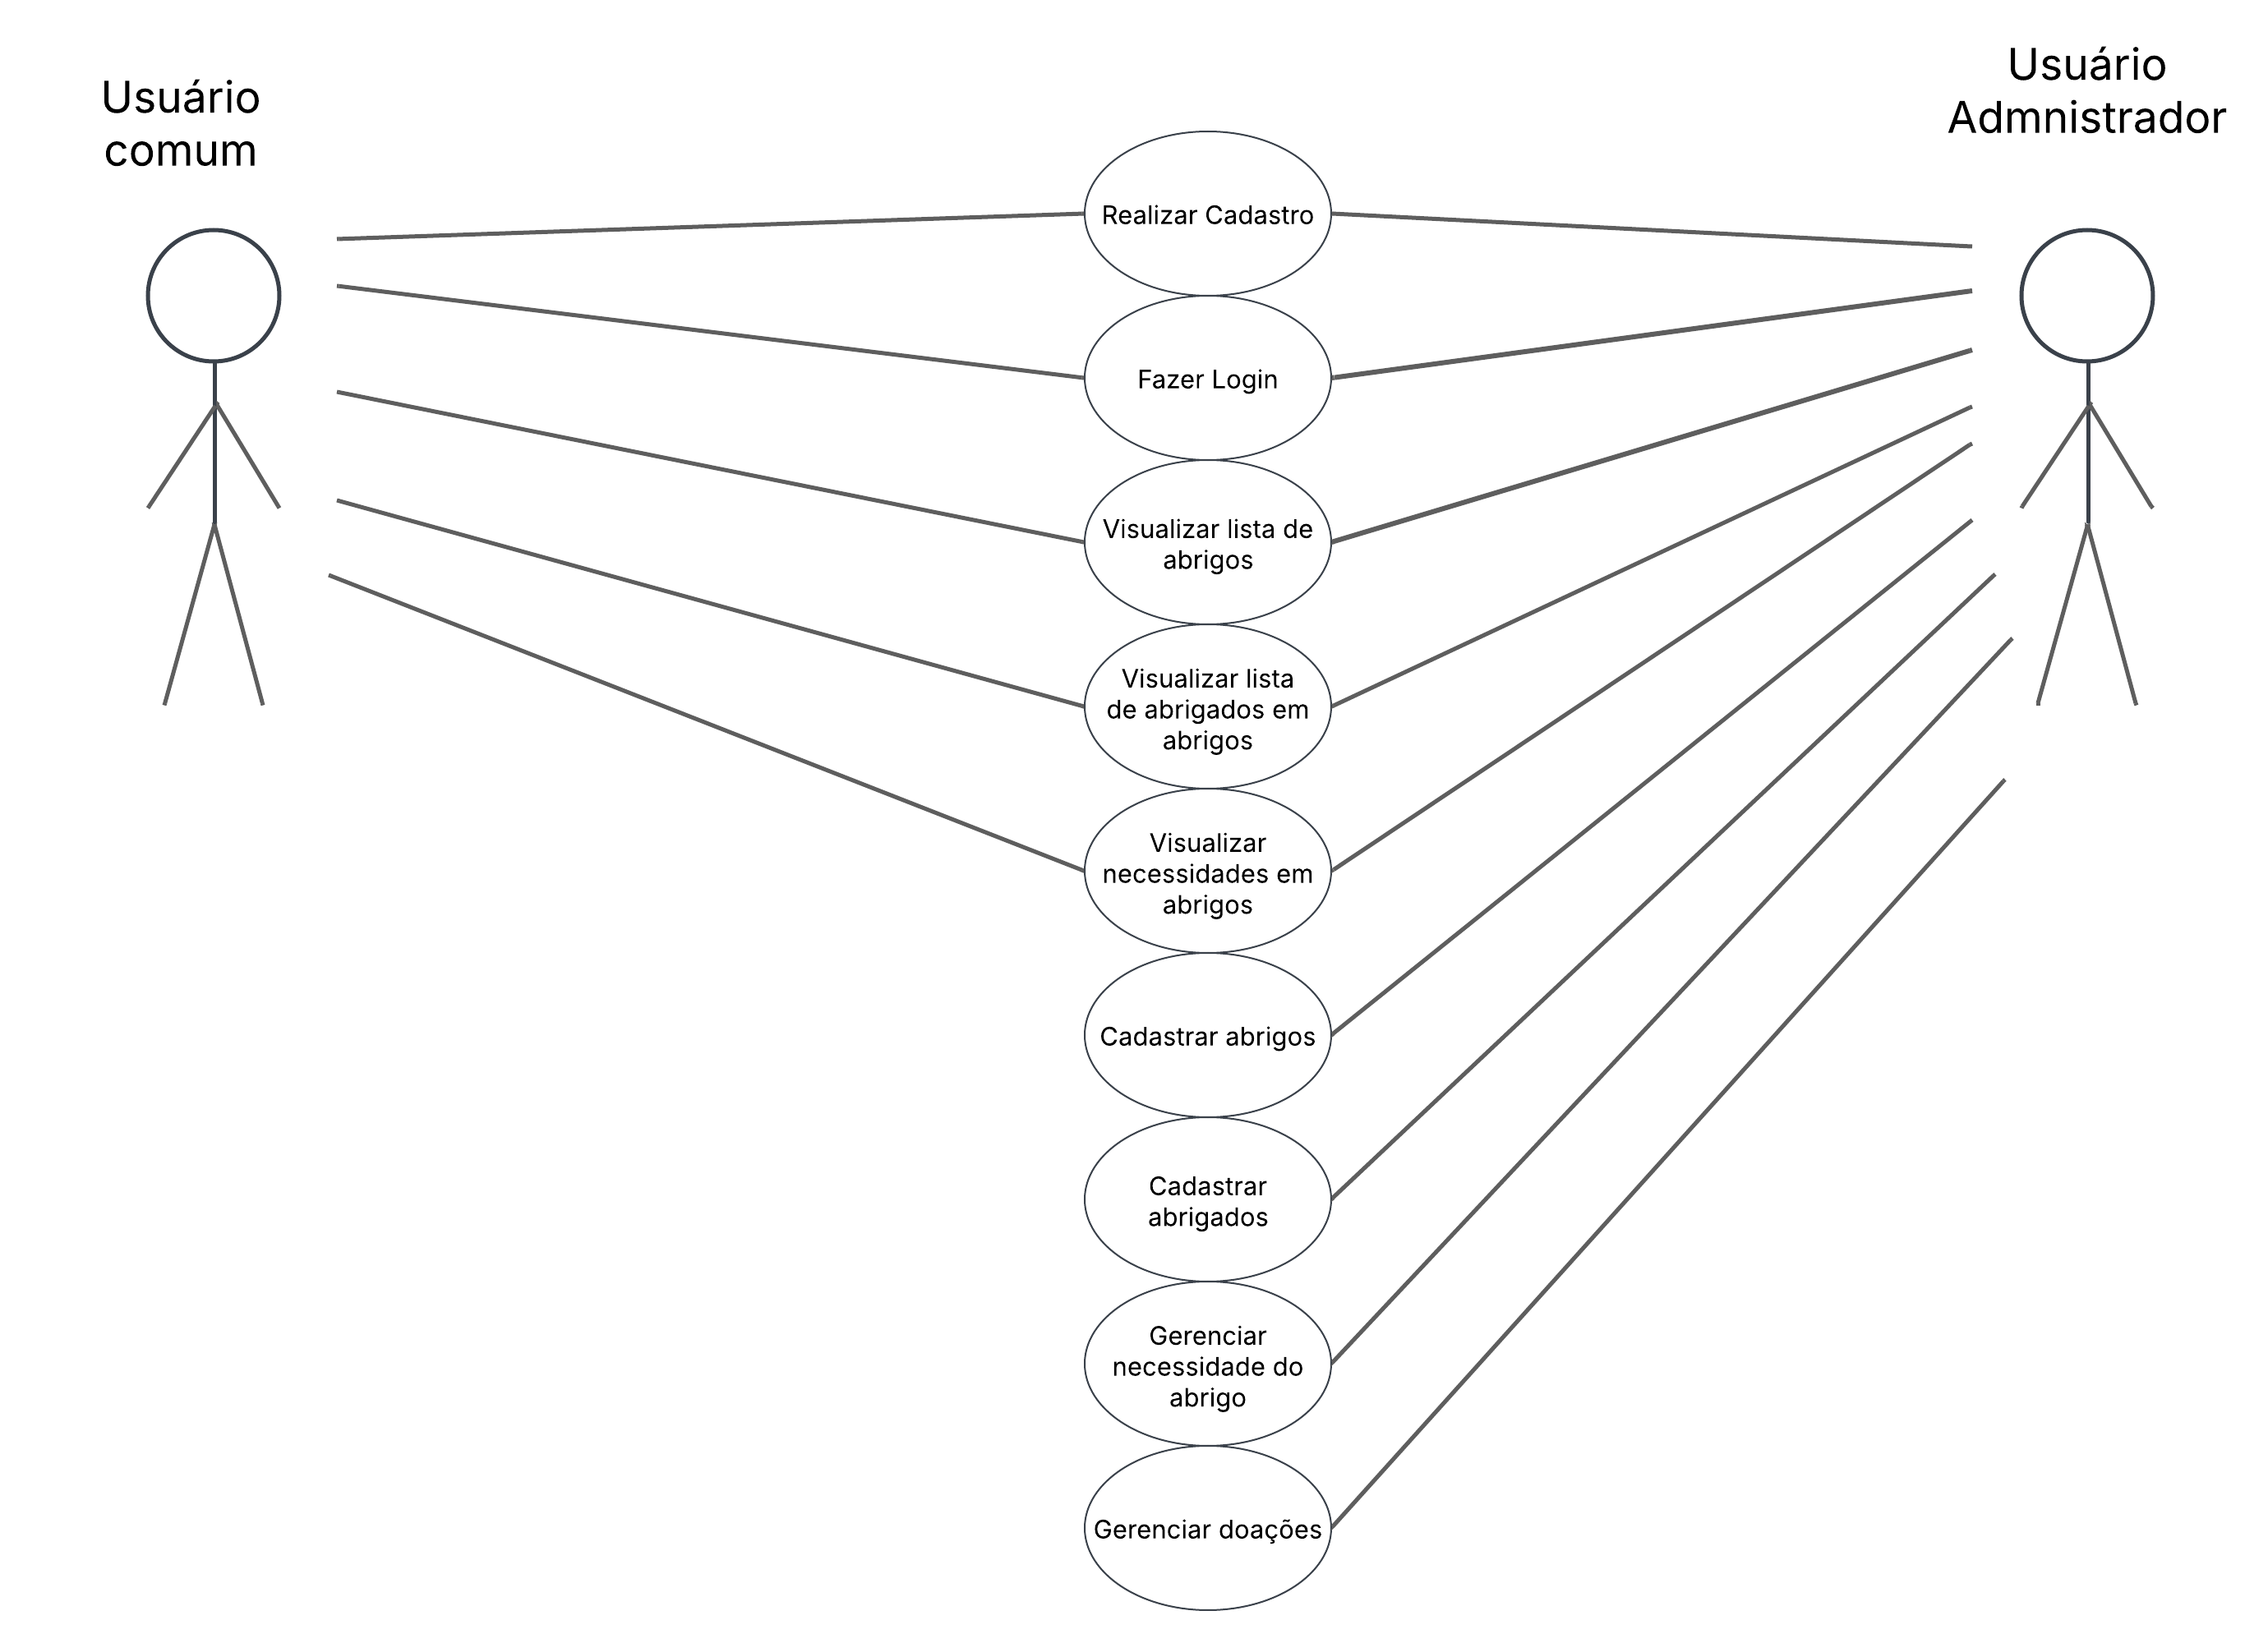 Usuário
comum
Usuário
Admnistrador
Realizar Cadastro
Fazer Login
Visualizar lista de
abrigos
Visualizar lista
de abrigados em
abrigos
Visualizar
necessidades em
abrigos
Cadastrar abrigos
Cadastrar
abrigados
Gerenciar
necessidade do
abrigo
Gerenciar doações